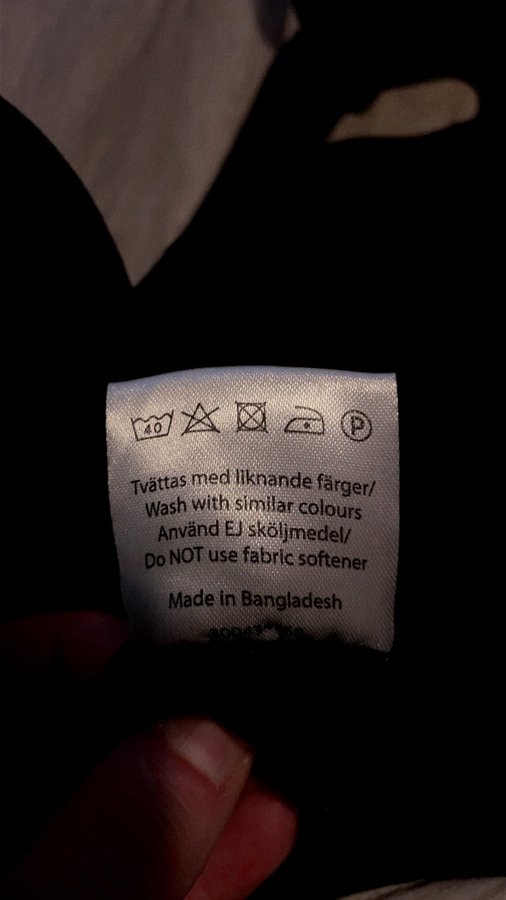 40 P
Tvättas med liknande färger/
Wash with similar colours
Använd EJ sköljmedel/
Do NOT use fabric softener
Made in Bangladesh